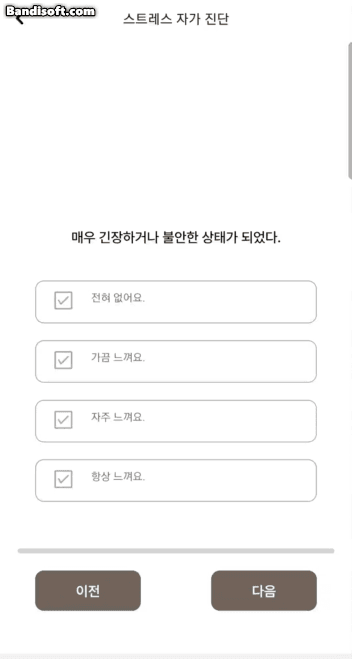 Bandisoft.com
스트레스 자가 진단
매우 긴장하거나 불안한 상태가 되었다.
전혀 없어요.
가끔 느껴요.
자주 느껴요.
항상 느껴요.
이전
다음